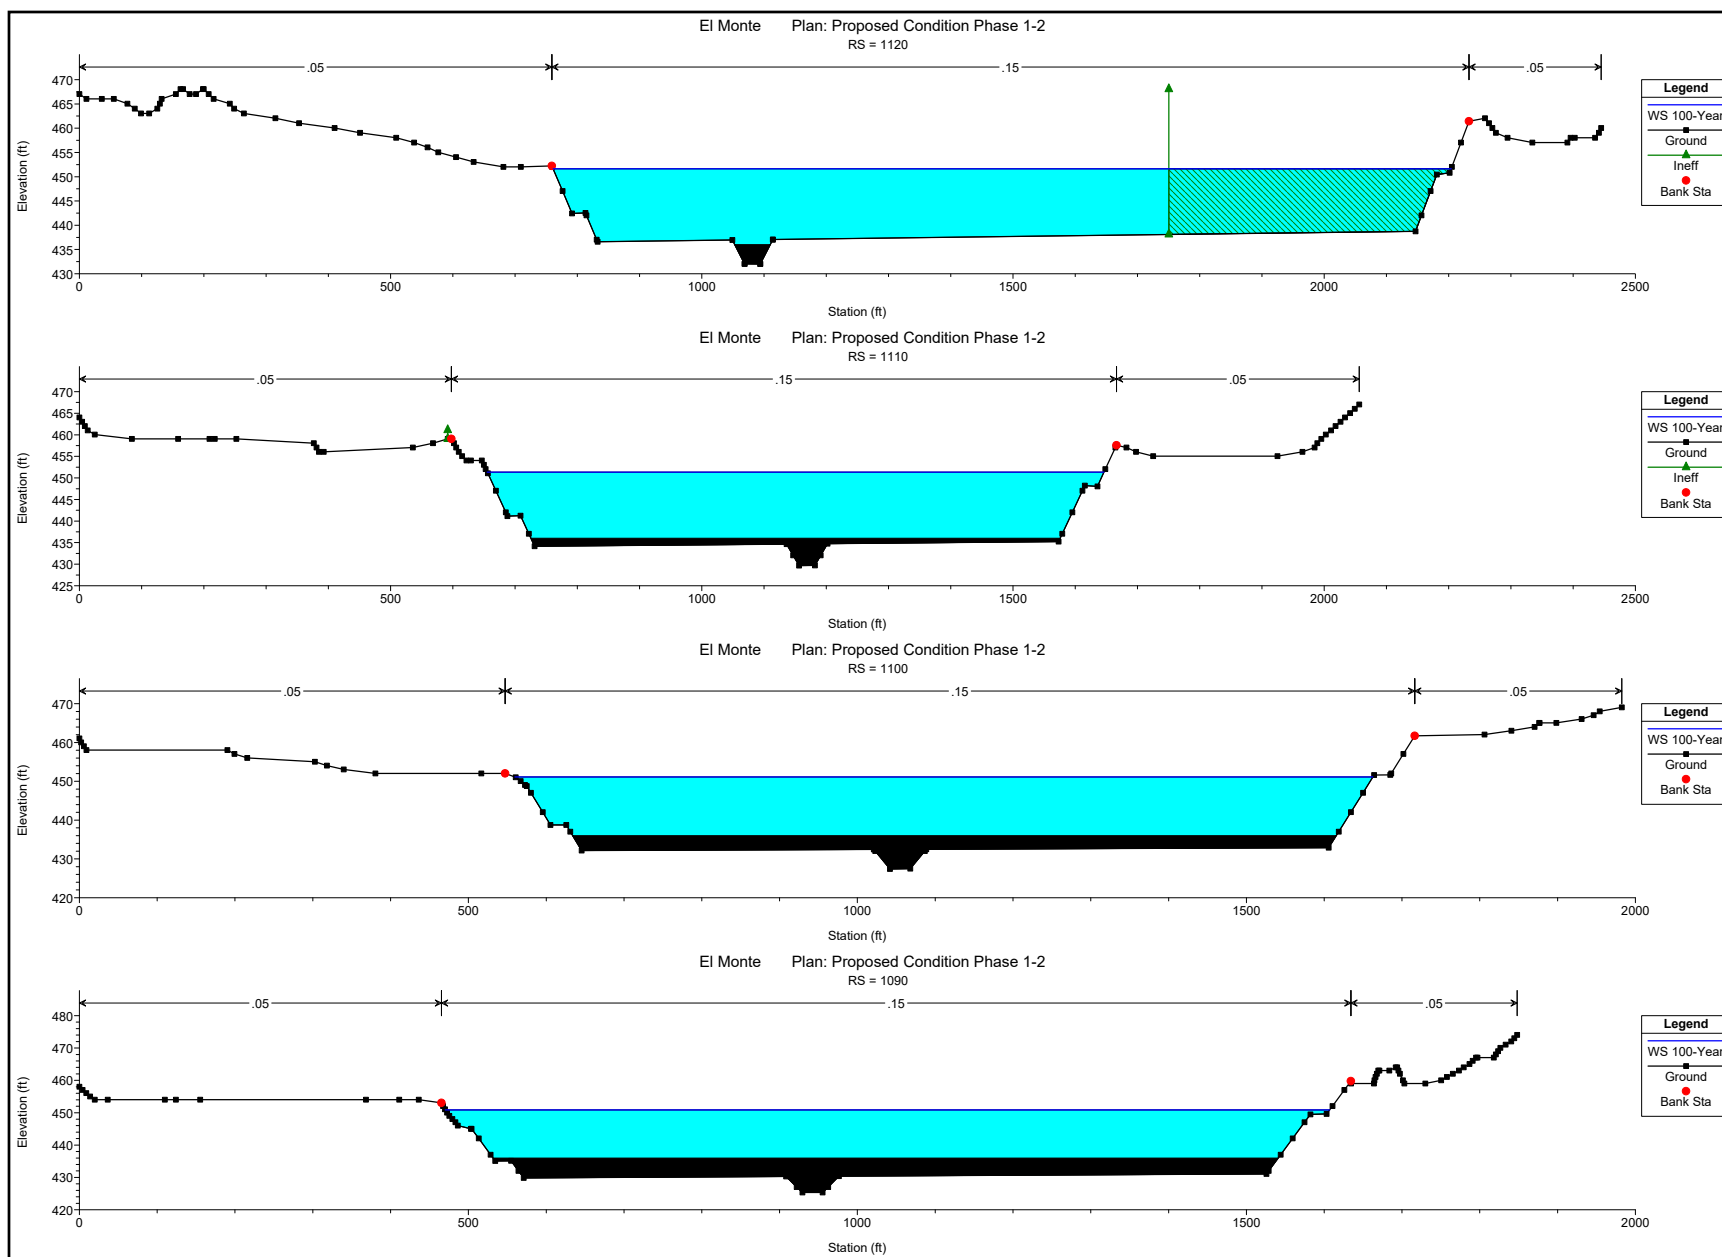 El Monte Plan: Proposed Condition Phase 1-2
RS = 1120
.05 .15 .05
470
465
460
455
450
445
440
435
430
Elevation (ft)
0 500 1000 1500 2000 2500
Station (ft)
Legend
WS 100-Year
Ground
Ineff
Bank Sta
El Monte Plan: Proposed Condition Phase 1-2
RS = 1110
.05 .15 .05
470
465
460
455
450
445
440
435
430
425
Elevation (ft)
0 500 1000 1500 2000 2500
Station (ft)
Legend
WS 100-Year
Ground
Ineff
Bank Sta
El Monte Plan: Proposed Condition Phase 1-2
RS = 1100
.05 .15 .05
470
460
450
440
430
420
Elevation (ft)
0 500 1000 1500 2000
Station (ft)
Legend
WS 100-Year
Ground
Bank Sta
El Monte Plan: Proposed Condition Phase 1-2
RS = 1090
.05 .15 .05
480
470
460
450
440
430
420
Elevation (ft)
0 500 1000 1500 2000
Station (ft)
Legend
WS 100-Year
Ground
Bank Sta